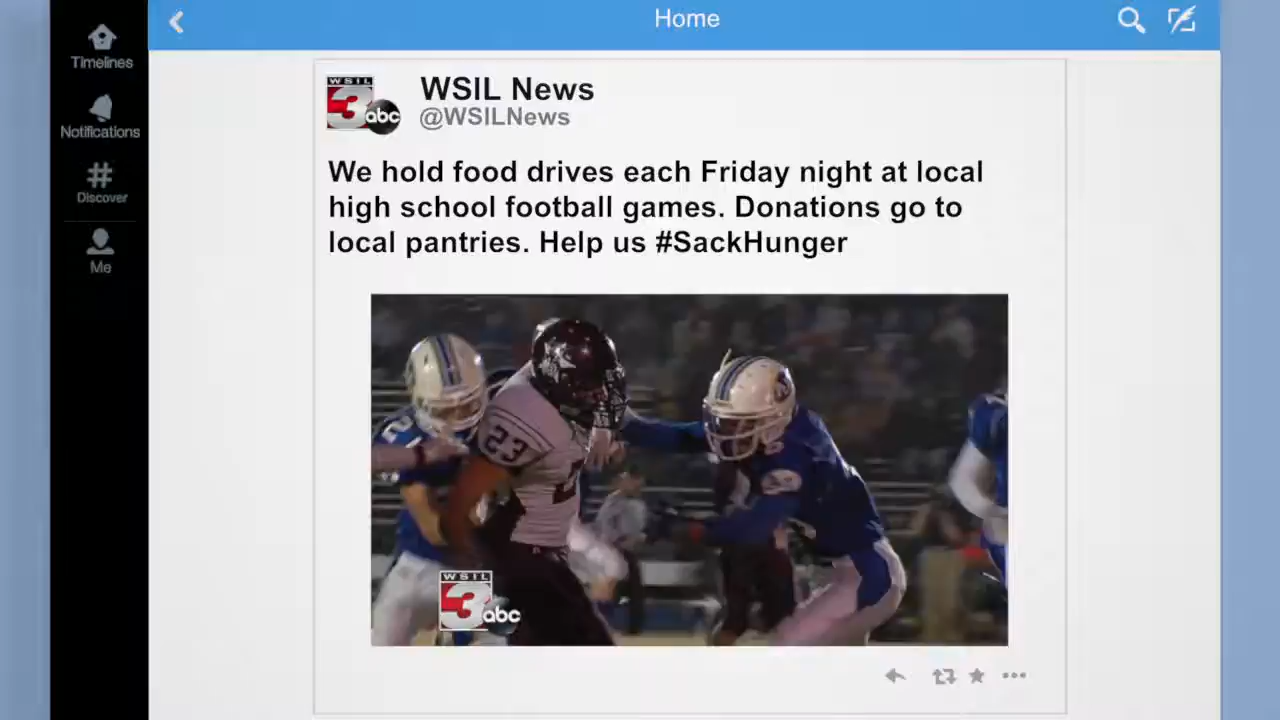 Home
Timelines
Notifications
#
Discover
Me
WSIL
3
abc
WSIL News
@WSILNews
We hold food drives each Friday night at local
high school football games. Donations go to
local pantries. Help us #SackHunger
23
WSIL
3
abc